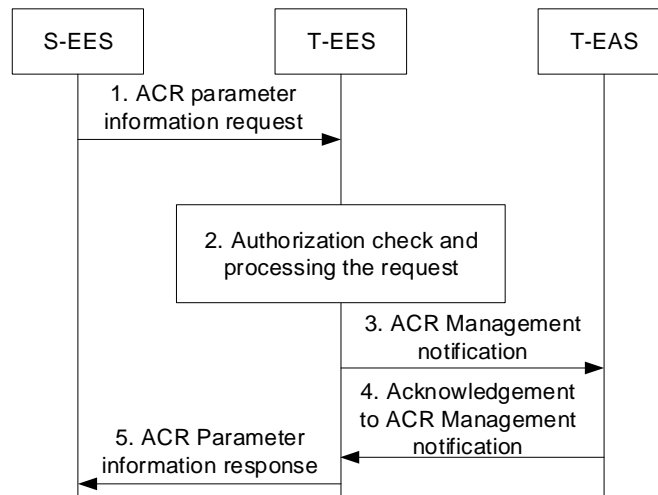 S-EES
T-EES
T-EAS
1. ACR parameter
information request
2. Authorization check and
processing the request
3. ACR Management
notification
4. Acknowledgement
to ACR Management
notification
5. ACR Parameter
information response